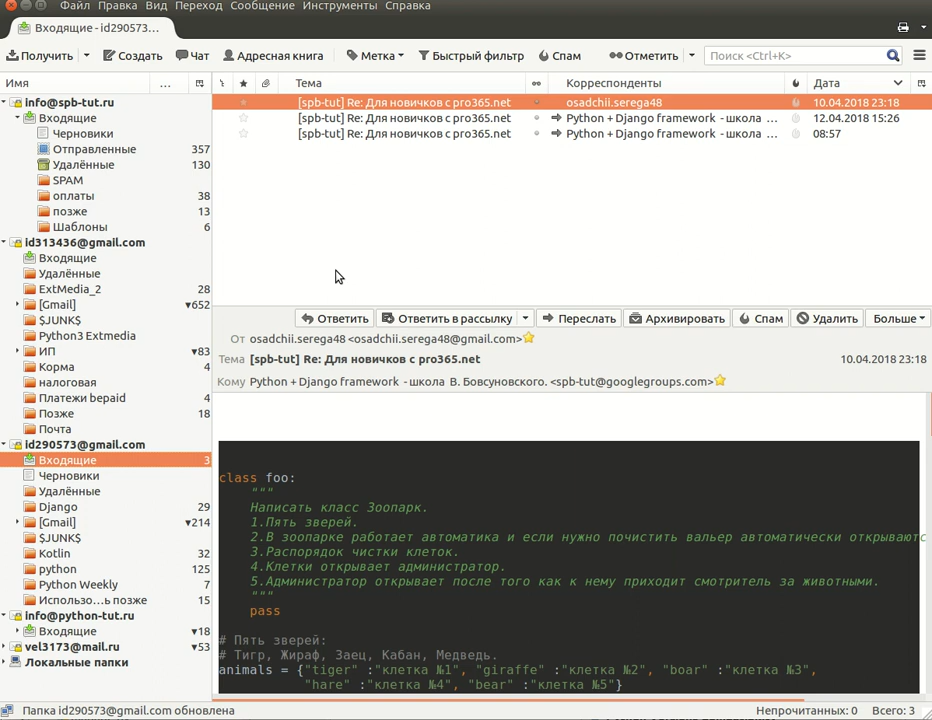 Файл Правка Вид Переход Сообщение Инструменты Справка
Входящие - id290573…
Получить Создать Чат Адресная книга Метка Быстрый фильтр Спам Отметить Поиск <Ctrl+K>
Имя … Тема Корреспонденты Дата
info@spb-tut.ru
Входящие
Черновики
Отправленные 357
Удалённые 130
SPAM
оплаты 38
позже 13
Шаблоны 6
id313436@gmail.com
Входящие
Удалённые
ExtMedia_2 28
[Gmail] ▾652
$JUNK$
Python3 Extmedia
ИП ▾83
Корма 4
налоговая
Платежи bepaid 4
Позже 18
Почта
id290573@gmail.com
Входящие 3
Черновики
Удалённые
Django 29
[Gmail] ▾214
$JUNK$
Kotlin 32
python 125
Python Weekly 7
Использо…ь позже 15
info@python-tut.ru
Входящие ▾18
vel3173@mail.ru ▾53
Локальные папки
[spb-tut] Re: Для новичков с pro365.net osadchii.serega48 10.04.2018 23:18
[spb-tut] Re: Для новичков с pro365.net Python + Django framework - школа … 12.04.2018 15:26
[spb-tut] Re: Для новичков с pro365.net Python + Django framework - школа … 08:57
Ответить Ответить в рассылку Переслать Архивировать Спам Удалить Больше
От osadchii.serega48 <osadchii.serega48@gmail.com>
Тема [spb-tut] Re: Для новичков с pro365.net 10.04.2018 23:18
Кому Python + Django framework - школа В. Бовсуновского. <spb-tut@googlegroups.com>
class foo:
"""
Написать класс Зоопарк.
1.Пять зверей.
2.В зоопарке работает автоматика и если нужно почистить вальер автоматически открываютс
3.Распорядок чистки клеток.
4.Клетки открывает администратор.
5.Администратор открывает после того как к нему приходит смотритель за животными.
"""
pass
# Пять зверей:
# Тигр, Жираф, Заец, Кабан, Медведь.
animals = {"tiger" :"клетка №1", "giraffe" :"клетка №2", "boar" :"клетка №3",
"hare" :"клетка №4", "bear" :"клетка №5"}
Папка id290573@gmail.com обновлена Непрочитанных: 0 Всего: 3